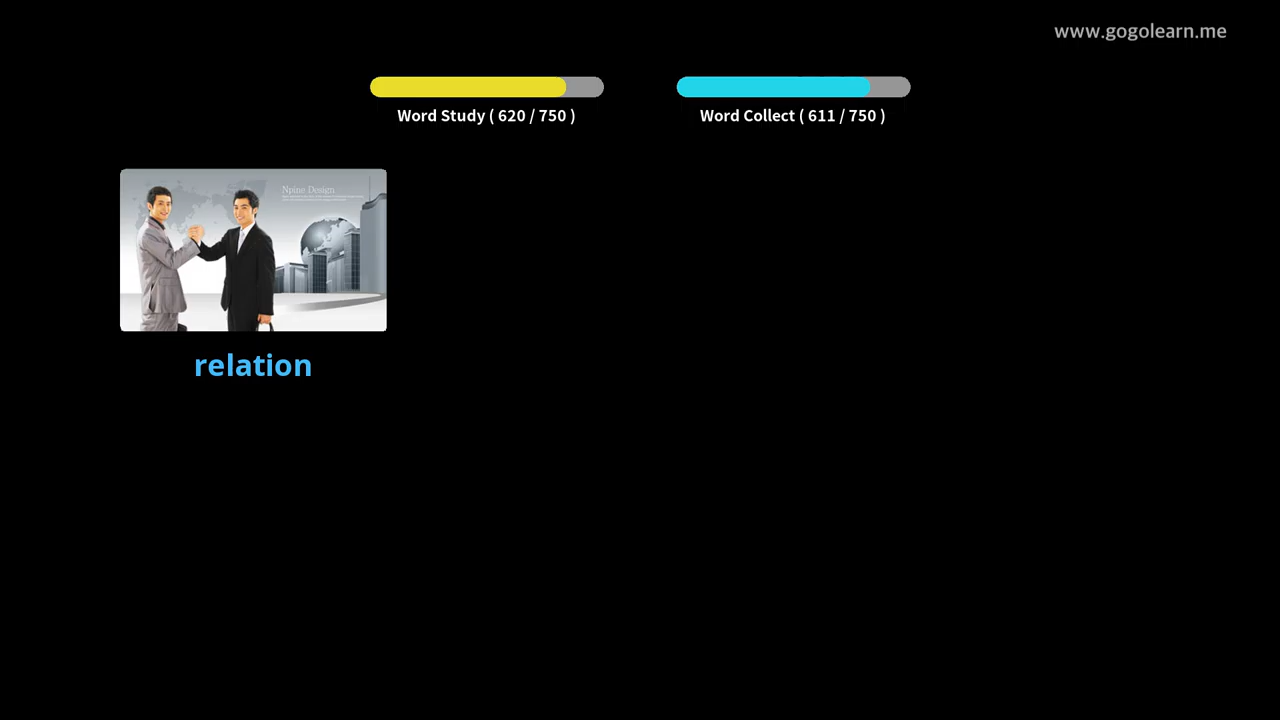 www.gogolearn.me
Word Study ( 620 / 750 )
Word Collect ( 611 / 750 )
Npine Design
relation